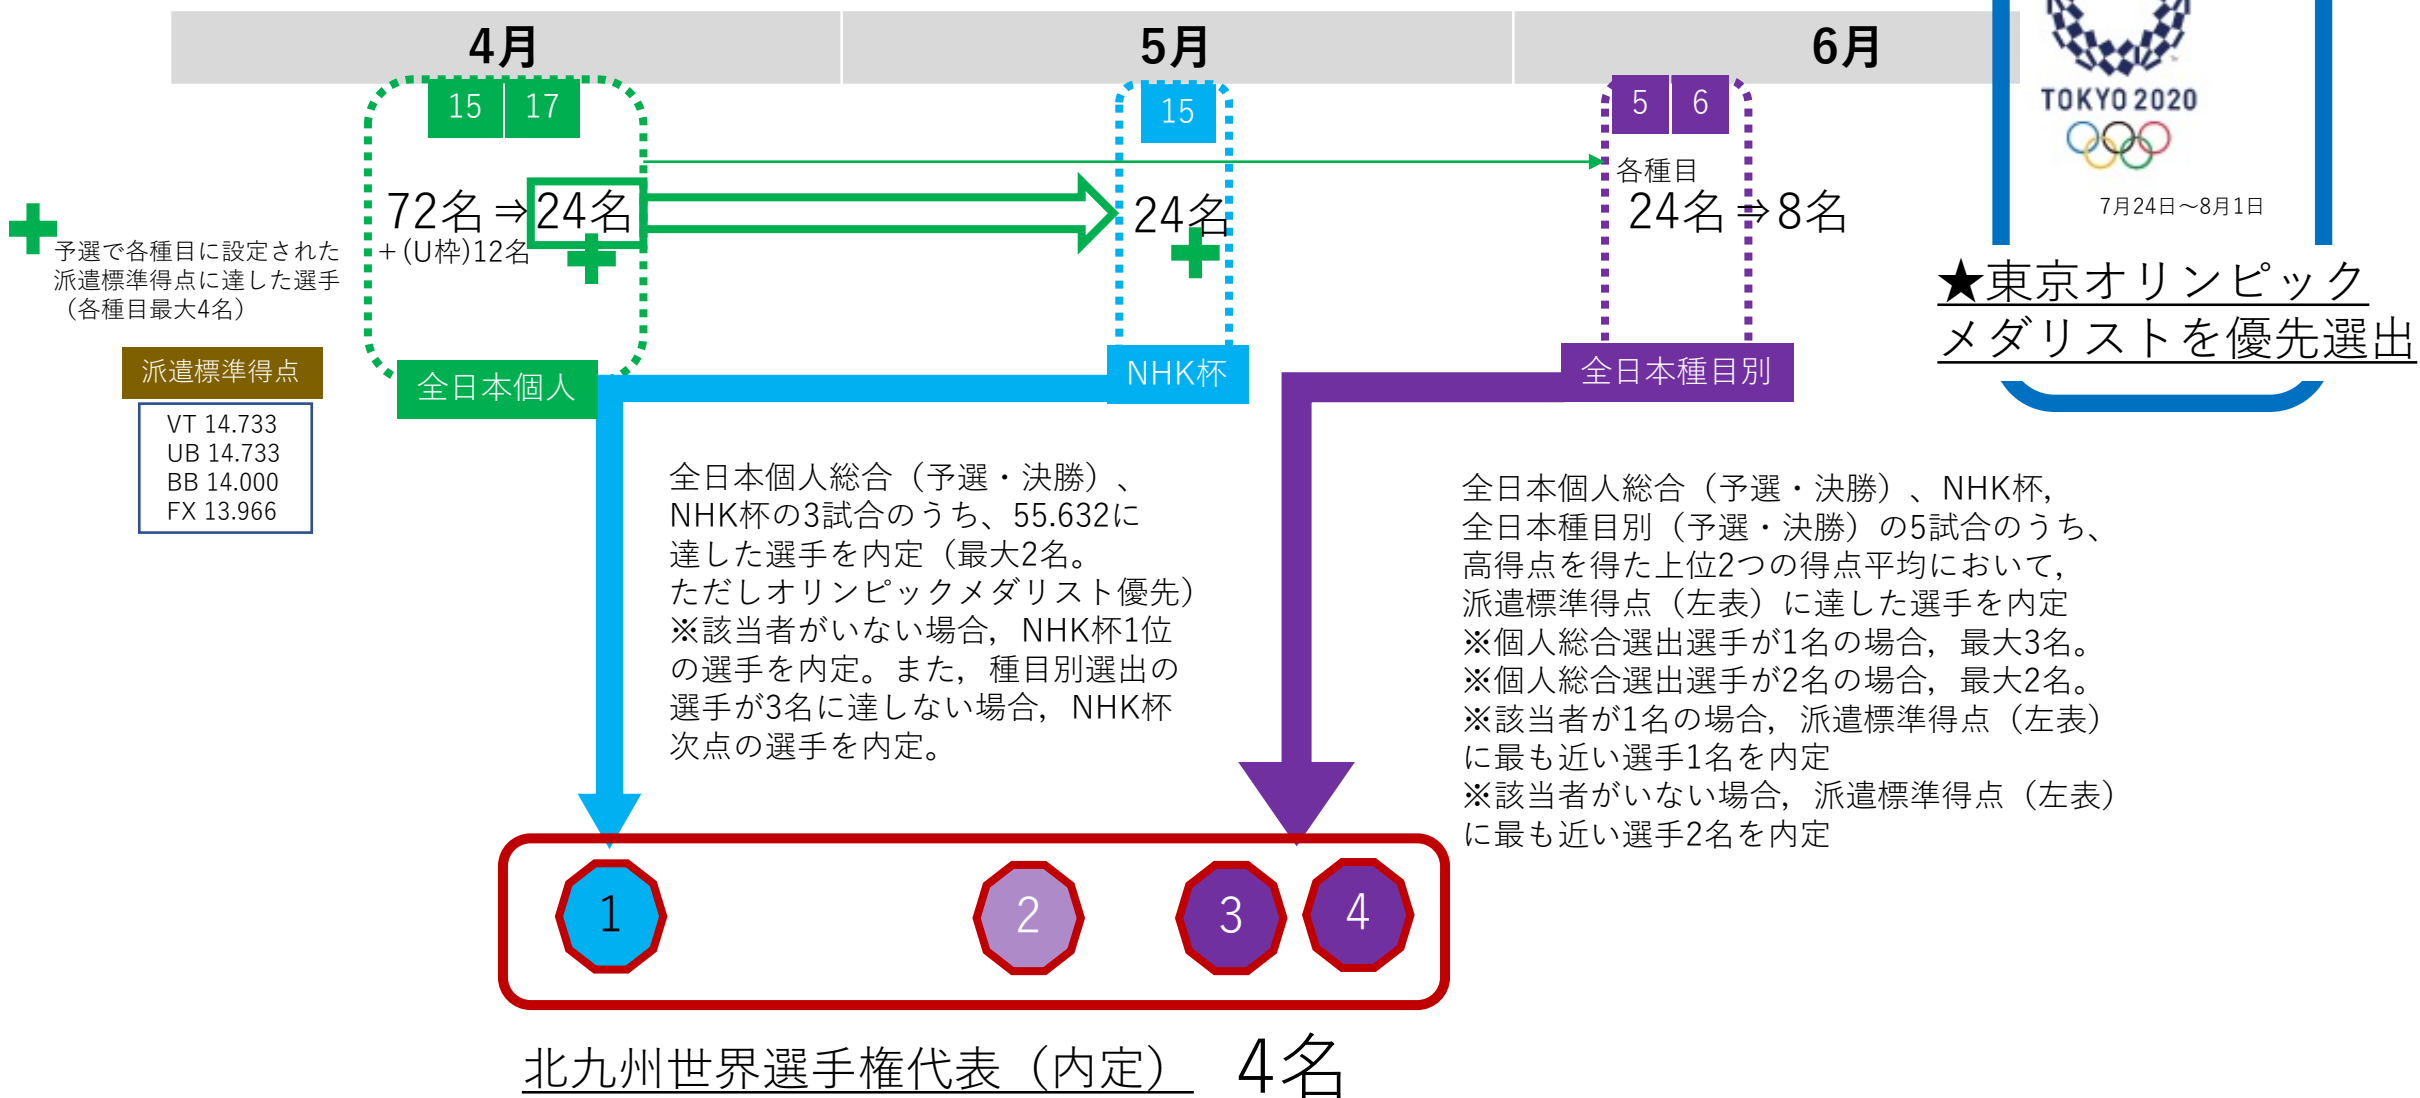 4月
5月
6月
15 17
15
5 6
TOKYO 2020
7月24日～8月1日
72名⇒24名
+(U枠)12名
24名
各種目
24名⇒8名
予選で各種目に設定された
派遣標準得点に達した選手
（各種目最大4名）
★東京オリンピック
メダリストを優先選出
派遣標準得点
VT 14.733
UB 14.733
BB 14.000
FX 13.966
全日本個人
NHK杯
全日本種目別
全日本個人総合（予選・決勝）、
NHK杯の3試合のうち、55.632に
達した選手を内定（最大2名。
ただしオリンピックメダリスト優先）
※該当者がいない場合，NHK杯1位
の選手を内定。また，種目別選出の
選手が3名に達しない場合，NHK杯
次点の選手を内定。
全日本個人総合（予選・決勝）、NHK杯，
全日本種目別（予選・決勝）の5試合のうち、
高得点を得た上位2つの得点平均において，
派遣標準得点（左表）に達した選手を内定
※個人総合選出選手が1名の場合，最大3名。
※個人総合選出選手が2名の場合，最大2名。
※該当者が1名の場合，派遣標準得点（左表）
に最も近い選手1名を内定
※該当者がいない場合，派遣標準得点（左表）
に最も近い選手2名を内定
1
2
3
4
北九州世界選手権代表（内定） 4名